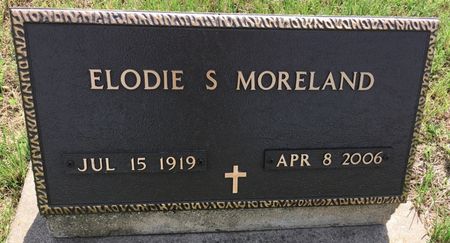 ELODIE S MORELAND
JUL 15 1919 APR 8 2006